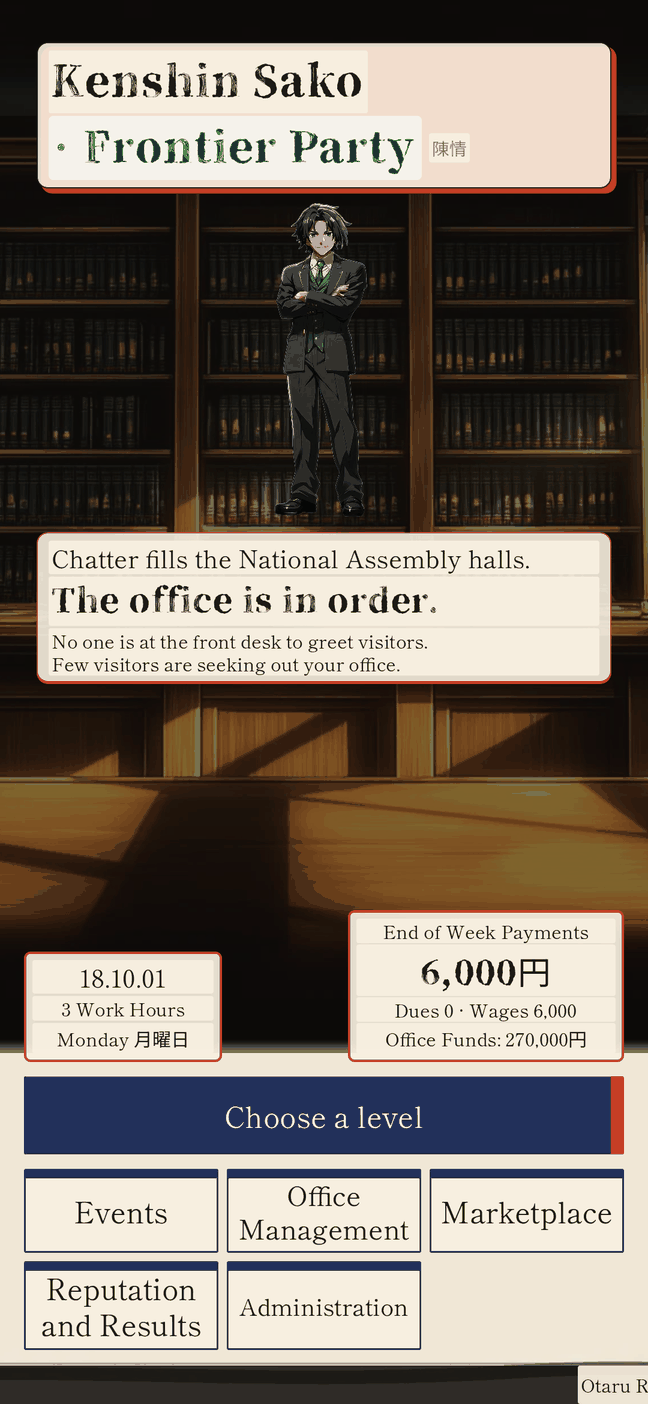 Kenshin Sako
· Frontier Party 陳情
Chatter fills the National Assembly halls.
The office is in order.
No one is at the front desk to greet visitors.
Few visitors are seeking out your office.
End of Week Payments
6,000円
Dues 0 · Wages 6,000
Office Funds: 270,000円
18.10.01
3 Work Hours
Monday 月曜日
Choose a level
Events
Office Management
Marketplace
Reputation and Results
Administration
Otaru R